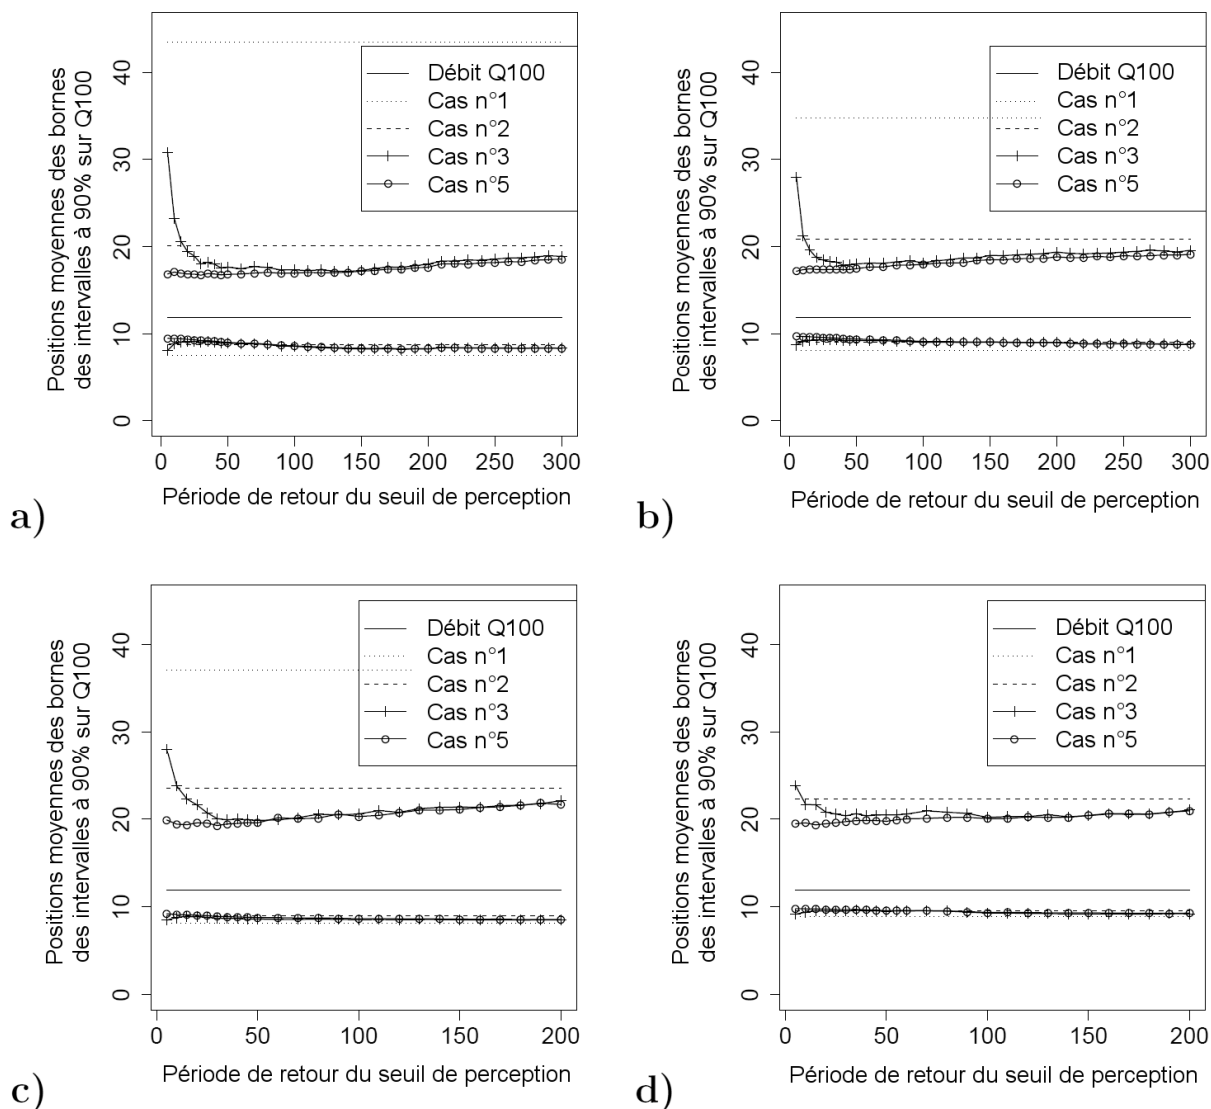 Positions moyennes des bornes
des intervalles à 90% sur Q100
40
30
20
10
0
Débit Q100
Cas n°1
Cas n°2
Cas n°3
Cas n°5
0 50 100 150 200 250 300
Période de retour du seuil de perception
a)
Positions moyennes des bornes
des intervalles à 90% sur Q100
40
30
20
10
0
Débit Q100
Cas n°1
Cas n°2
Cas n°3
Cas n°5
0 50 100 150 200 250 300
Période de retour du seuil de perception
b)
Positions moyennes des bornes
des intervalles à 90% sur Q100
40
30
20
10
0
Débit Q100
Cas n°1
Cas n°2
Cas n°3
Cas n°5
0 50 100 150 200
Période de retour du seuil de perception
c)
Positions moyennes des bornes
des intervalles à 90% sur Q100
40
30
20
10
0
Débit Q100
Cas n°1
Cas n°2
Cas n°3
Cas n°5
0 50 100 150 200
Période de retour du seuil de perception
d)